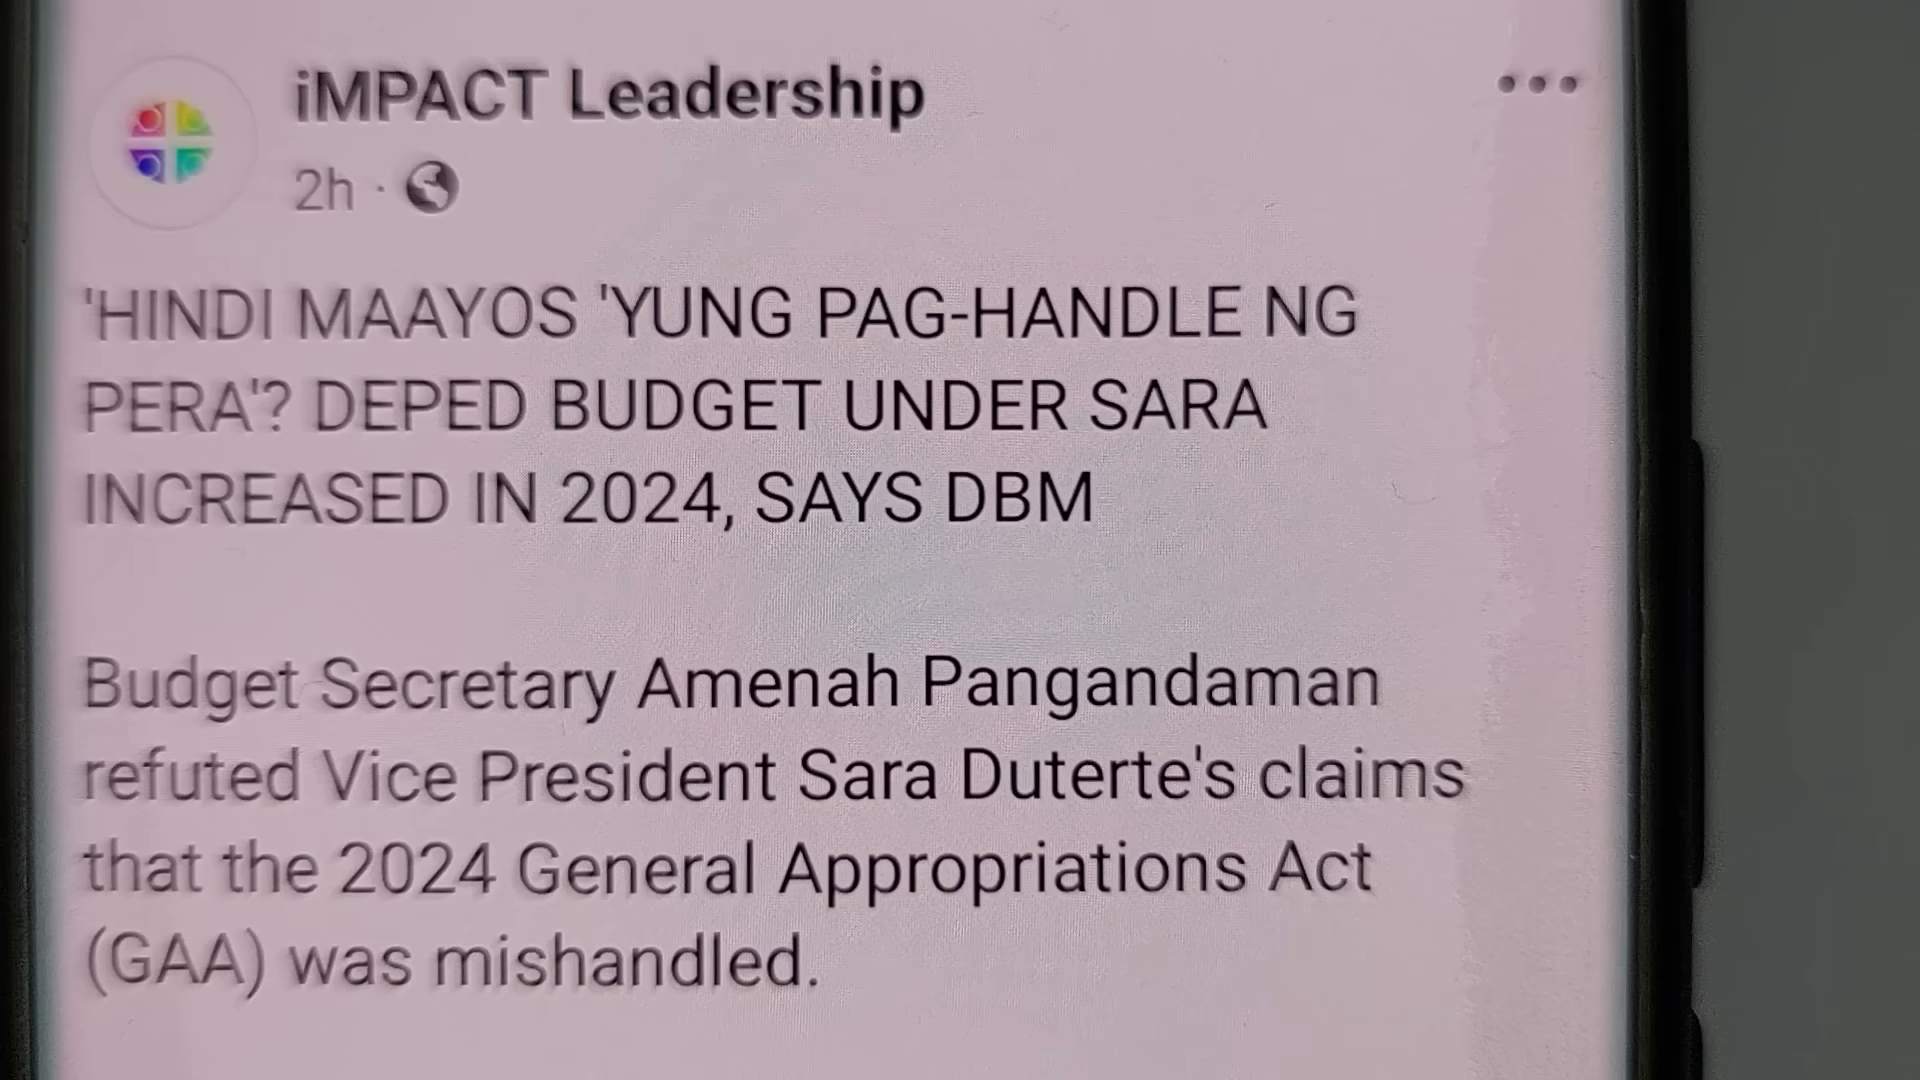 iMPACT Leadership
2h ·
'HINDI MAAYOS 'YUNG PAG-HANDLE NG
PERA'? DEPED BUDGET UNDER SARA
INCREASED IN 2024, SAYS DBM
Budget Secretary Amenah Pangandaman
refuted Vice President Sara Duterte's claims
that the 2024 General Appropriations Act
(GAA) was mishandled.